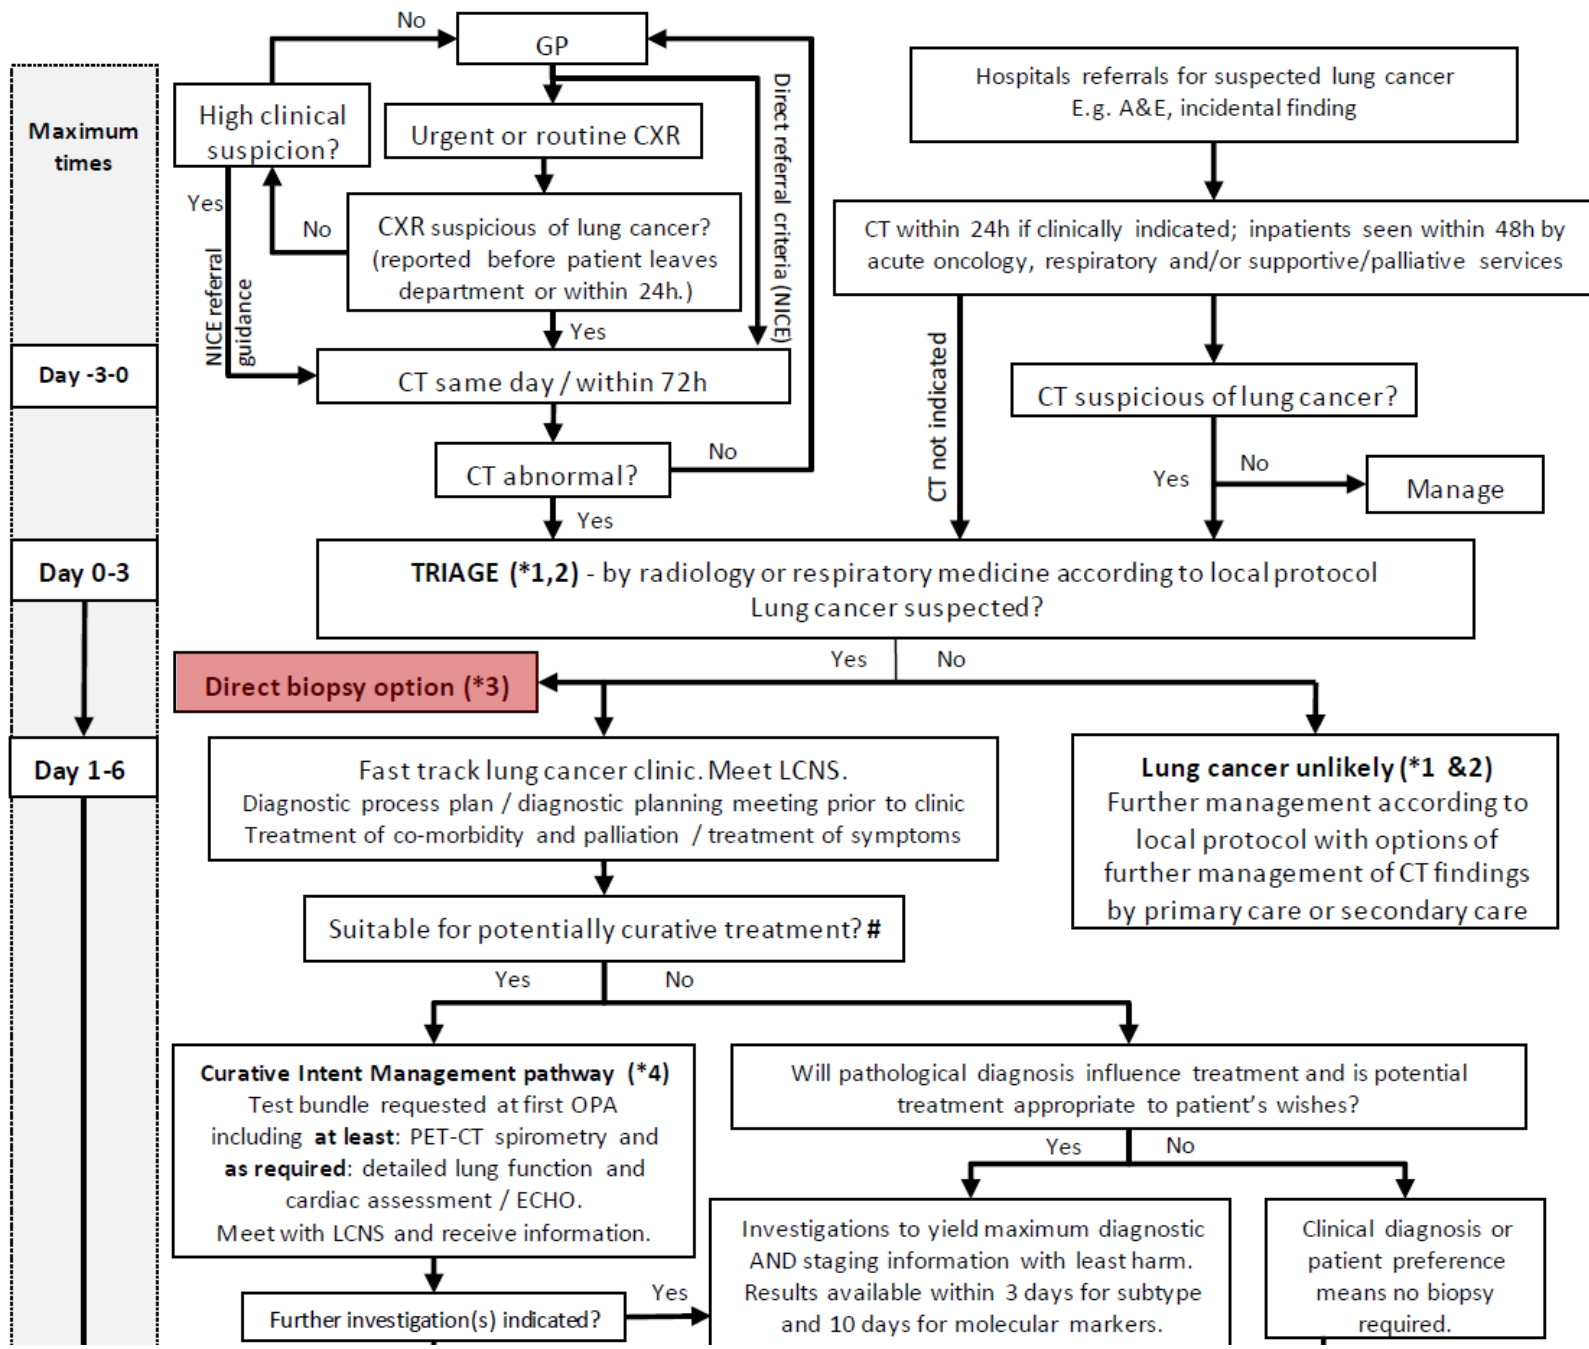 No
GP
Hospitals referrals for suspected lung cancer
E.g. A&E, incidental finding
Maximum
times
High clinical
suspicion?
Urgent or routine CXR
Direct referral criteria (NICE)
Yes
No
CXR suspicious of lung cancer?
(reported before patient leaves
department or within 24h.)
CT within 24h if clinically indicated; inpatients seen within 48h by
acute oncology, respiratory and/or supportive/palliative services
NICE referral
guidance
Yes
Day -3-0
CT same day / within 72h
CT not indicated
CT suspicious of lung cancer?
No
CT abnormal?
Yes
No
Manage
Yes
Day 0-3
TRIAGE (*1,2) - by radiology or respiratory medicine according to local protocol
Lung cancer suspected?
Yes
No
Direct biopsy option (*3)
Day 1-6
Fast track lung cancer clinic. Meet LCNS.
Diagnostic process plan / diagnostic planning meeting prior to clinic
Treatment of co-morbidity and palliation / treatment of symptoms
Lung cancer unlikely (*1 &2)
Further management according to
local protocol with options of
further management of CT findings
by primary care or secondary care
Suitable for potentially curative treatment? #
Yes
No
Curative Intent Management pathway (*4)
Test bundle requested at first OPA
including at least: PET-CT spirometry and
as required: detailed lung function and
cardiac assessment / ECHO.
Meet with LCNS and receive information.
Will pathological diagnosis influence treatment and is potential
treatment appropriate to patient's wishes?
Yes
No
Investigations to yield maximum diagnostic
AND staging information with least harm.
Results available within 3 days for subtype
and 10 days for molecular markers.
Clinical diagnosis or
patient preference
means no biopsy
required.
Further investigation(s) indicated?
Yes